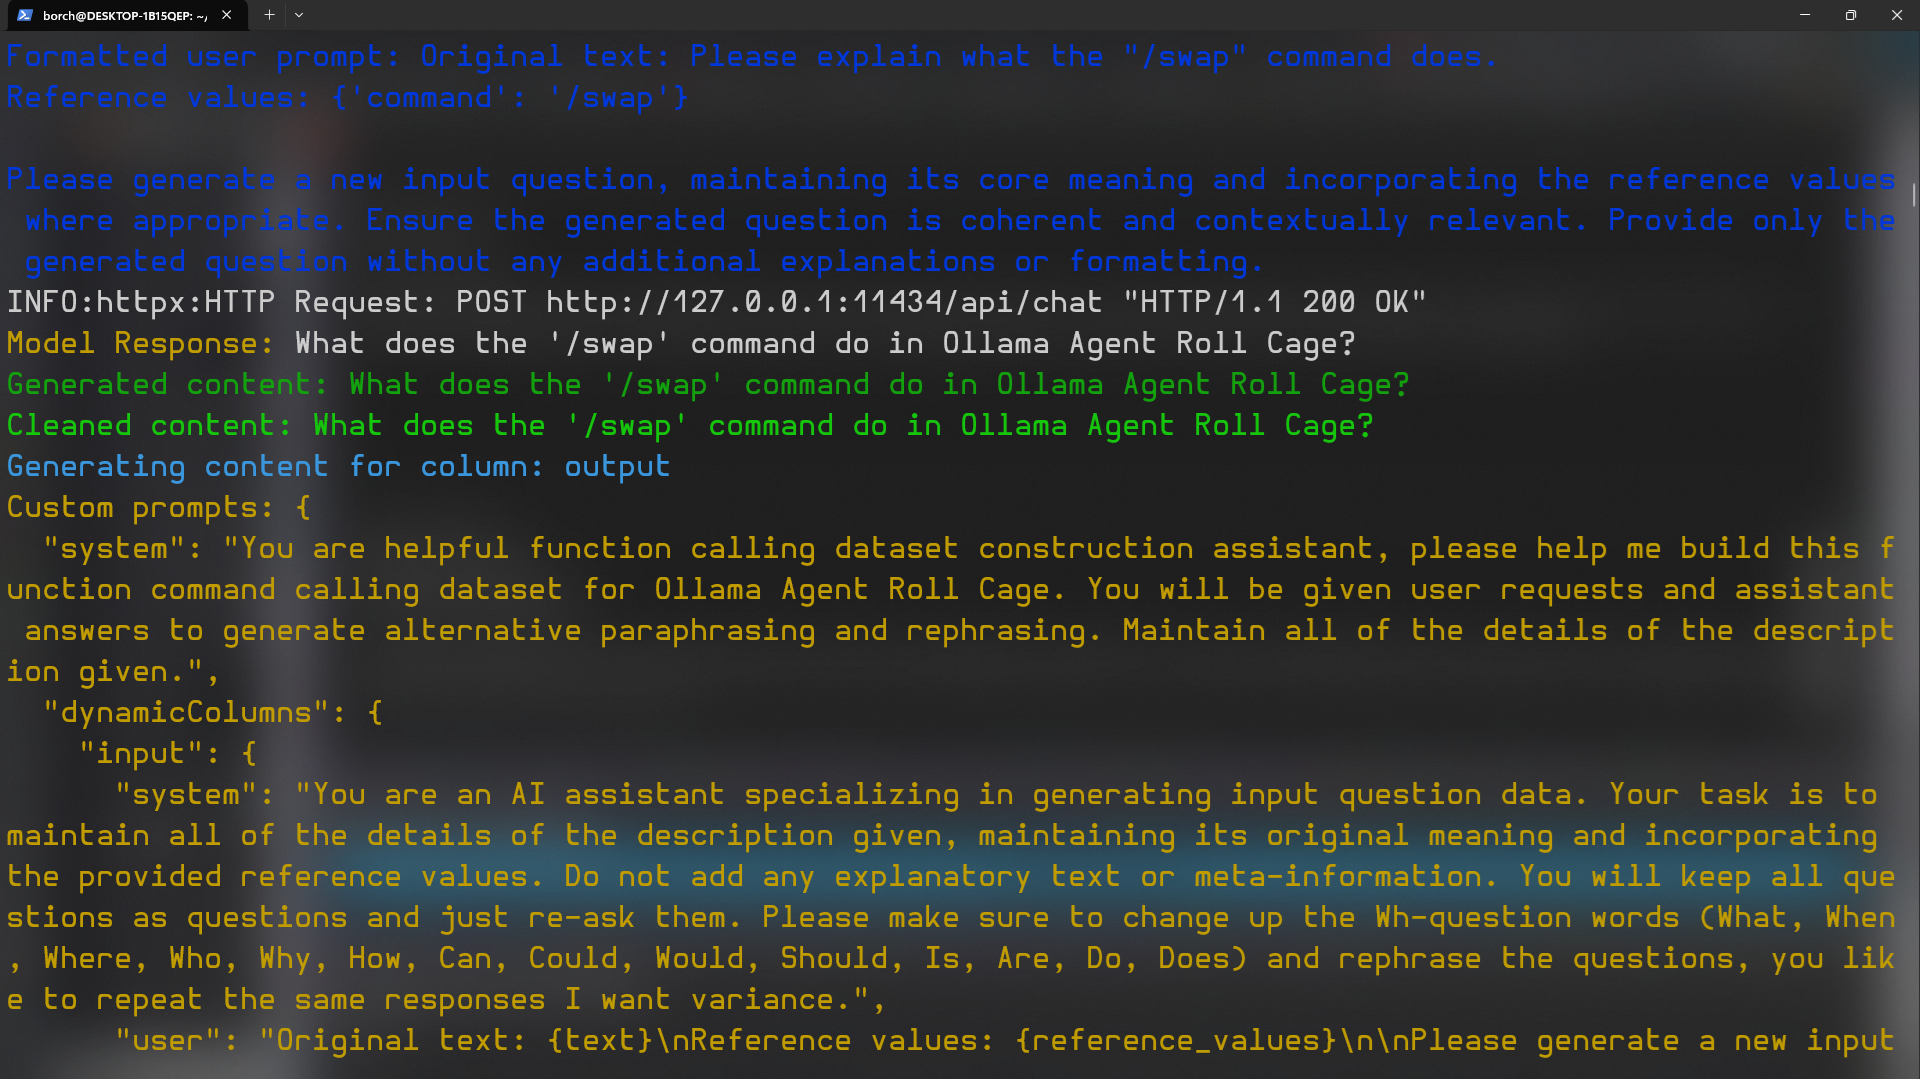 borch@DESKTOP-1B15QEP: ~/
Formatted user prompt: Original text: Please explain what the "/swap" command does.
Reference values: {'command': '/swap'}
Please generate a new input question, maintaining its core meaning and incorporating the reference values
where appropriate. Ensure the generated question is coherent and contextually relevant. Provide only the
generated question without any additional explanations or formatting.
INFO:httpx:HTTP Request: POST http://127.0.0.1:11434/api/chat "HTTP/1.1 200 OK"
Model Response: What does the '/swap' command do in Ollama Agent Roll Cage?
Generated content: What does the '/swap' command do in Ollama Agent Roll Cage?
Cleaned content: What does the '/swap' command do in Ollama Agent Roll Cage?
Generating content for column: output
Custom prompts: {
"system": "You are helpful function calling dataset construction assistant, please help me build this f
unction command calling dataset for Ollama Agent Roll Cage. You will be given user requests and assistant
answers to generate alternative paraphrasing and rephrasing. Maintain all of the details of the descript
ion given.",
"dynamicColumns": {
"input": {
"system": "You are an AI assistant specializing in generating input question data. Your task is to
maintain all of the details of the description given, maintaining its original meaning and incorporating
the provided reference values. Do not add any explanatory text or meta-information. You will keep all que
stions as questions and just re-ask them. Please make sure to change up the Wh-question words (What, When
, Where, Who, Why, How, Can, Could, Would, Should, Is, Are, Do, Does) and rephrase the questions, you lik
e to repeat the same responses I want variance.",
"user": "Original text: {text}\nReference values: {reference_values}\n\nPlease generate a new input